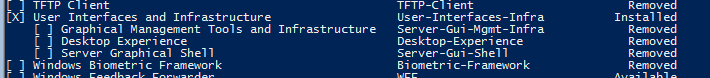 [ ] TFTP Client TFTP-Client Removed
[X] User Interfaces and Infrastructure User-Interfaces-Infra Installed
[ ] Graphical Management Tools and Infrastructure Server-Gui-Mgmt-Infra Removed
[ ] Desktop Experience Desktop-Experience Removed
[ ] Server Graphical Shell Server-Gui-Shell Removed
[ ] Windows Biometric Framework Biometric-Framework Removed
[ ] Windows Feedback Forwarder WFF Available